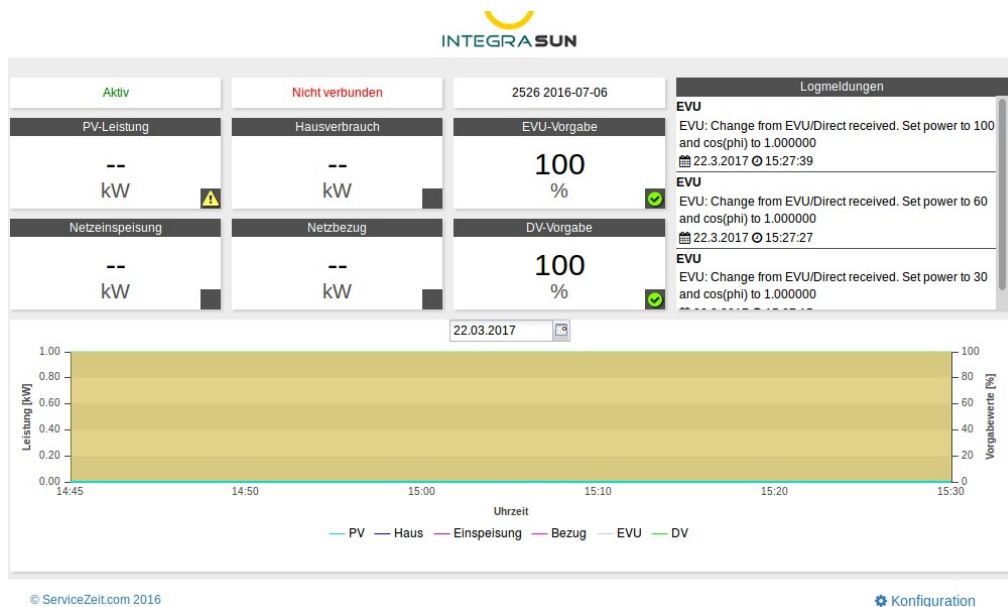 INTEGRASUN
Aktiv
Nicht verbunden
2526 2016-07-06
PV-Leistung
--
kW
Hausverbrauch
--
kW
EVU-Vorgabe
100
%
Netzeinspeisung
--
kW
Netzbezug
--
kW
DV-Vorgabe
100
%
Logmeldungen
EVU
EVU: Change from EVU/Direct received. Set power to 100
and cos(phi) to 1.000000
22.3.2017 15:27:39
EVU
EVU: Change from EVU/Direct received. Set power to 60
and cos(phi) to 1.000000
22.3.2017 15:27:27
EVU
EVU: Change from EVU/Direct received. Set power to 30
and cos(phi) to 1.000000
22.03.2017
Leistung [kW]
1.00
0.80
0.60
0.40
0.20
0.00
100
80
60
40
20
0
Vorgabewerte [%]
14:45
14:50
15:00
15:10
15:20
15:30
Uhrzeit
PV Haus Einspeisung Bezug EVU DV
© ServiceZeit.com 2016
Konfiguration